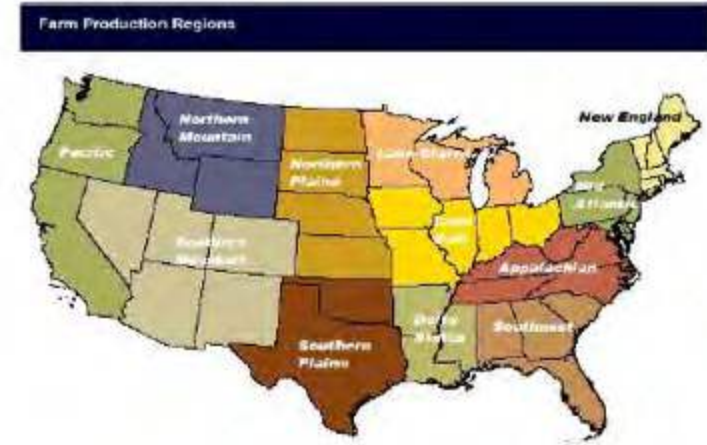 Farm Production Regions
New England
Northern
Mountain
Pacific
Northern
Plains
Lake States
Mid
Atlantic
Southern
Mountain
Corn
Belt
Appalachian
Delta
States
Southeast
Southern
Plains